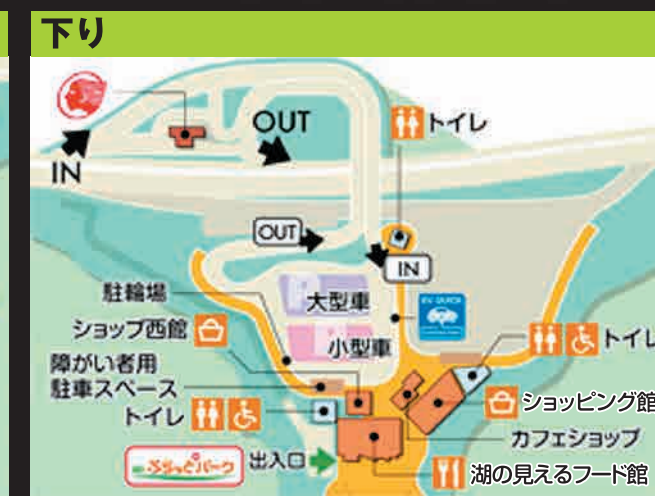 下り
OUT
トイレ
IN
OUT
IN
駐輪場
大型車
EV QUICK
ショップ西館
小型車
障がい者用
駐車スペース
トイレ
トイレ
ショッピング館
カフェショップ
ぷらっとパーク
出入口
湖の見えるフード館